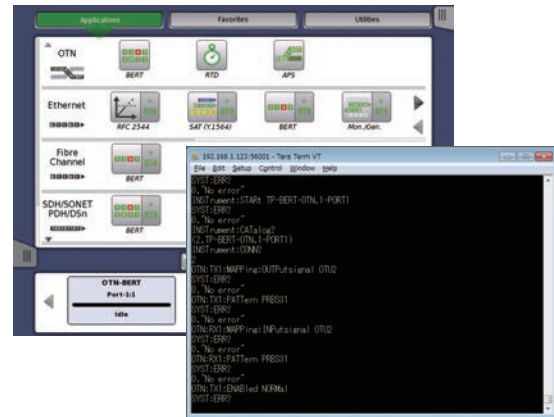 Applications
Favorites
Utilities
OTN
BERT
RTD
APS
Ethernet
RFC 2544
SAT (Y.1564)
BERT
Mon./Gen.
Fibre
Channel
BERT
SDH/SONET
PDH/DSn
BERT
OTN-BERT
Port-1:1
Idle
192.168.1.123:56001 - Tera Term VT
File Edit Setup Control Window Help
SYST:ERR?
0,"No error"
INSTrument:STARt TP-BERT-OTN,1-PORT1
SYST:ERR?
0,"No error"
INSTrument:CATalog?
(2,TP-BERT-OTN,1-PORT1)
INSTrument:CONN?
2
OTN:TX1:MAPPing:OUTPutsignal OTU2
SYST:ERR?
0,"No error"
OTN:TX1:PATTern PRBS31
SYST:ERR?
0,"No error"
OTN:RX1:MAPPing:INPutsignal OTU2
SYST:ERR?
0,"No error"
OTN:RX1:PATTern PRBS31
SYST:ERR?
0,"No error"
OTN:TX1:ENABled NORMal
SYST:ERR?